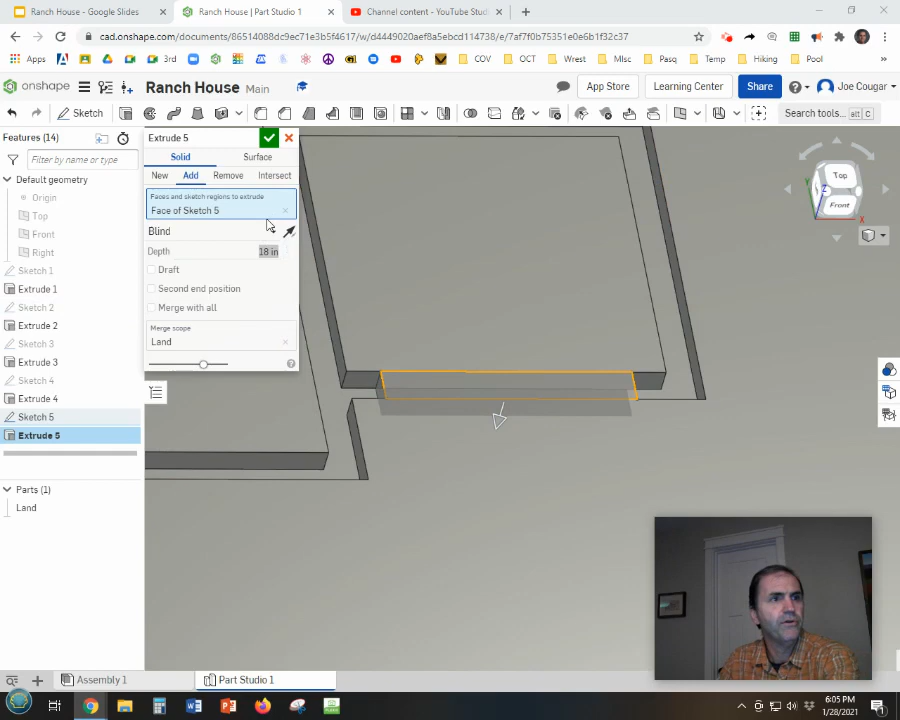 Ranch House - Google Slides
Ranch House | Part Studio 1
Channel content - YouTube Studi
cad.onshape.com/documents/86514088dc9ec71e3b5f4617/w/d4449020aef8a5ebcd114738/e/7af7f0b75351e0e6b1f32c37
Apps
3rd
COV
OCT
Wrest
MIsc
Pasq
Temp
Hiking
Pool
onshape
Ranch House Main
App Store
Learning Center
Share
Joe Cougar
Sketch
Search tools...
alt C
Features (14)
Filter by name or type
Default geometry
Origin
Top
Front
Right
Sketch 1
Extrude 1
Sketch 2
Extrude 2
Sketch 3
Extrude 3
Sketch 4
Extrude 4
Sketch 5
Extrude 5
Parts (1)
Land
Extrude 5
Solid
Surface
New
Add
Remove
Intersect
Faces and sketch regions to extrude
Face of Sketch 5
Blind
Depth
18 in
Draft
Second end position
Merge with all
Merge scope
Land
Top
Front
Z
Y
X
Assembly 1
Part Studio 1
6:05 PM
1/28/2021